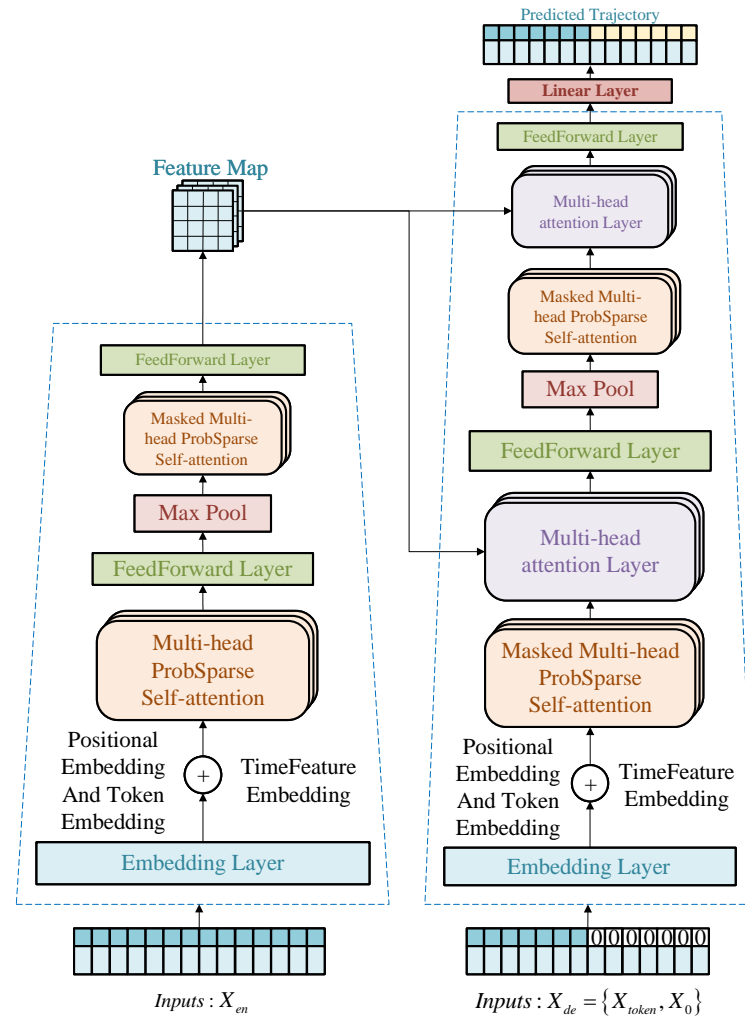 Predicted Trajectory
Linear Layer
FeedForward Layer
Multi-head
attention Layer
Masked Multi-
head ProbSparse
Self-attention
Max Pool
FeedForward Layer
Multi-head
attention Layer
Masked Multi-head
ProbSparse
Self-attention
Positional
Embedding
And Token
Embedding
+
TimeFeature
Embedding
Embedding Layer
0000000
Inputs : X_de = {X_token, X_0}
Feature Map
FeedForward Layer
Masked Multi-
head ProbSparse
Self-attention
Max Pool
FeedForward Layer
Multi-head
ProbSparse
Self-attention
Positional
Embedding
And Token
Embedding
+
TimeFeature
Embedding
Embedding Layer
Inputs : X_en